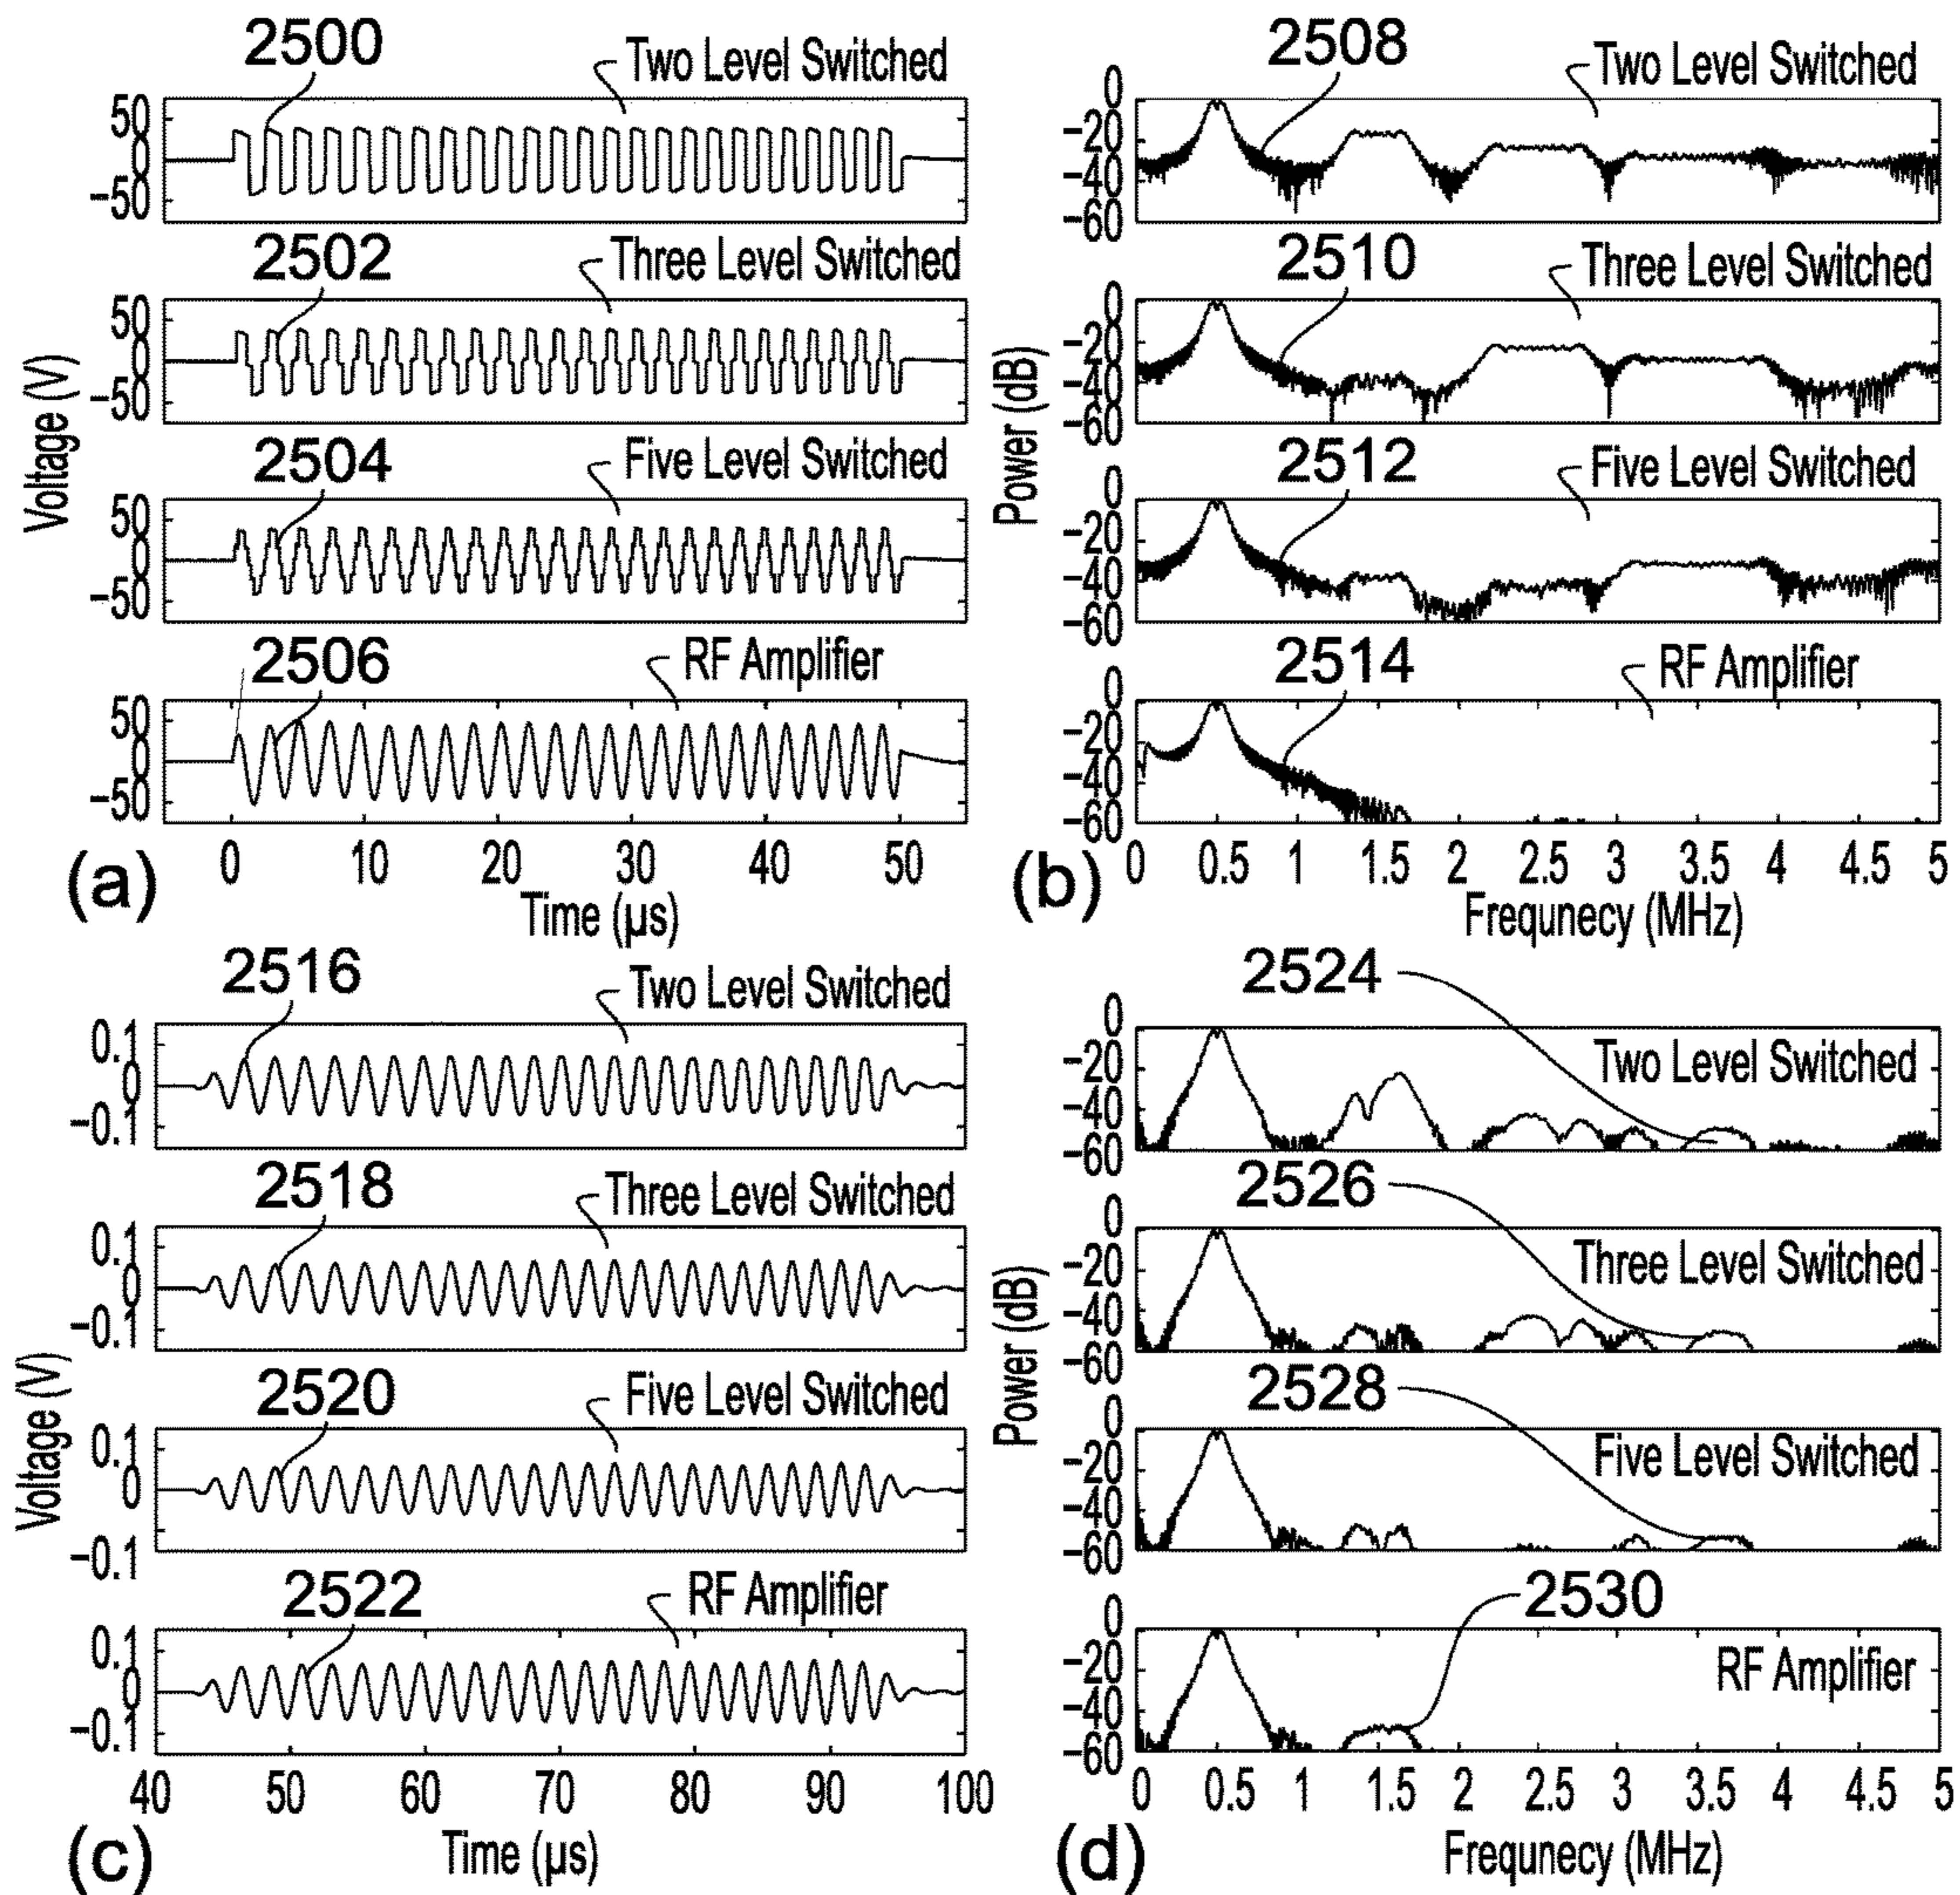 2500
Two Level Switched
50
0
-50
2502
Three Level Switched
50
0
-50
2504
Five Level Switched
50
0
-50
2506
RF Amplifier
50
0
-50
Voltage (V)
0 10 20 30 40 50
(a)
Time (µs)
2508
Two Level Switched
0
-20
-40
-60
2510
Three Level Switched
0
-20
-40
-60
2512
Five Level Switched
0
-20
-40
-60
2514
RF Amplifier
0
-20
-40
-60
Power (dB)
0 0.5 1 1.5 2 2.5 3 3.5 4 4.5 5
(b)
Frequnecy (MHz)
2516
Two Level Switched
0.1
0
-0.1
2518
Three Level Switched
0.1
0
-0.1
2520
Five Level Switched
0.1
0
-0.1
2522
RF Amplifier
0.1
0
-0.1
Voltage (V)
40 50 60 70 80 90 100
(c)
Time (µs)
2524
Two Level Switched
0
-20
-40
-60
2526
Three Level Switched
0
-20
-40
-60
2528
Five Level Switched
0
-20
-40
-60
2530
RF Amplifier
0
-20
-40
-60
Power (dB)
0 0.5 1 1.5 2 2.5 3 3.5 4 4.5 5
(d)
Frequnecy (MHz)